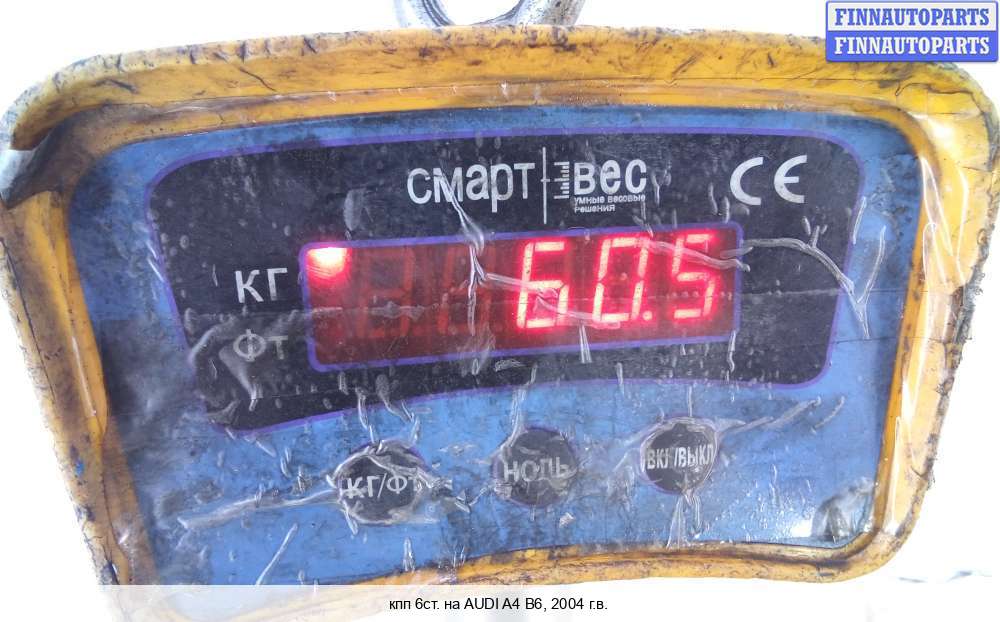 FINNAUTOPARTS
FINNAUTOPARTS
смарт вес
умные весовые
решения
CE
кг
60.5
Фт
КГ/ФТ
НОЛЬ
ВКЛ/ВЫКЛ
кпп 6ст. на AUDI A4 B6, 2004 г.в.